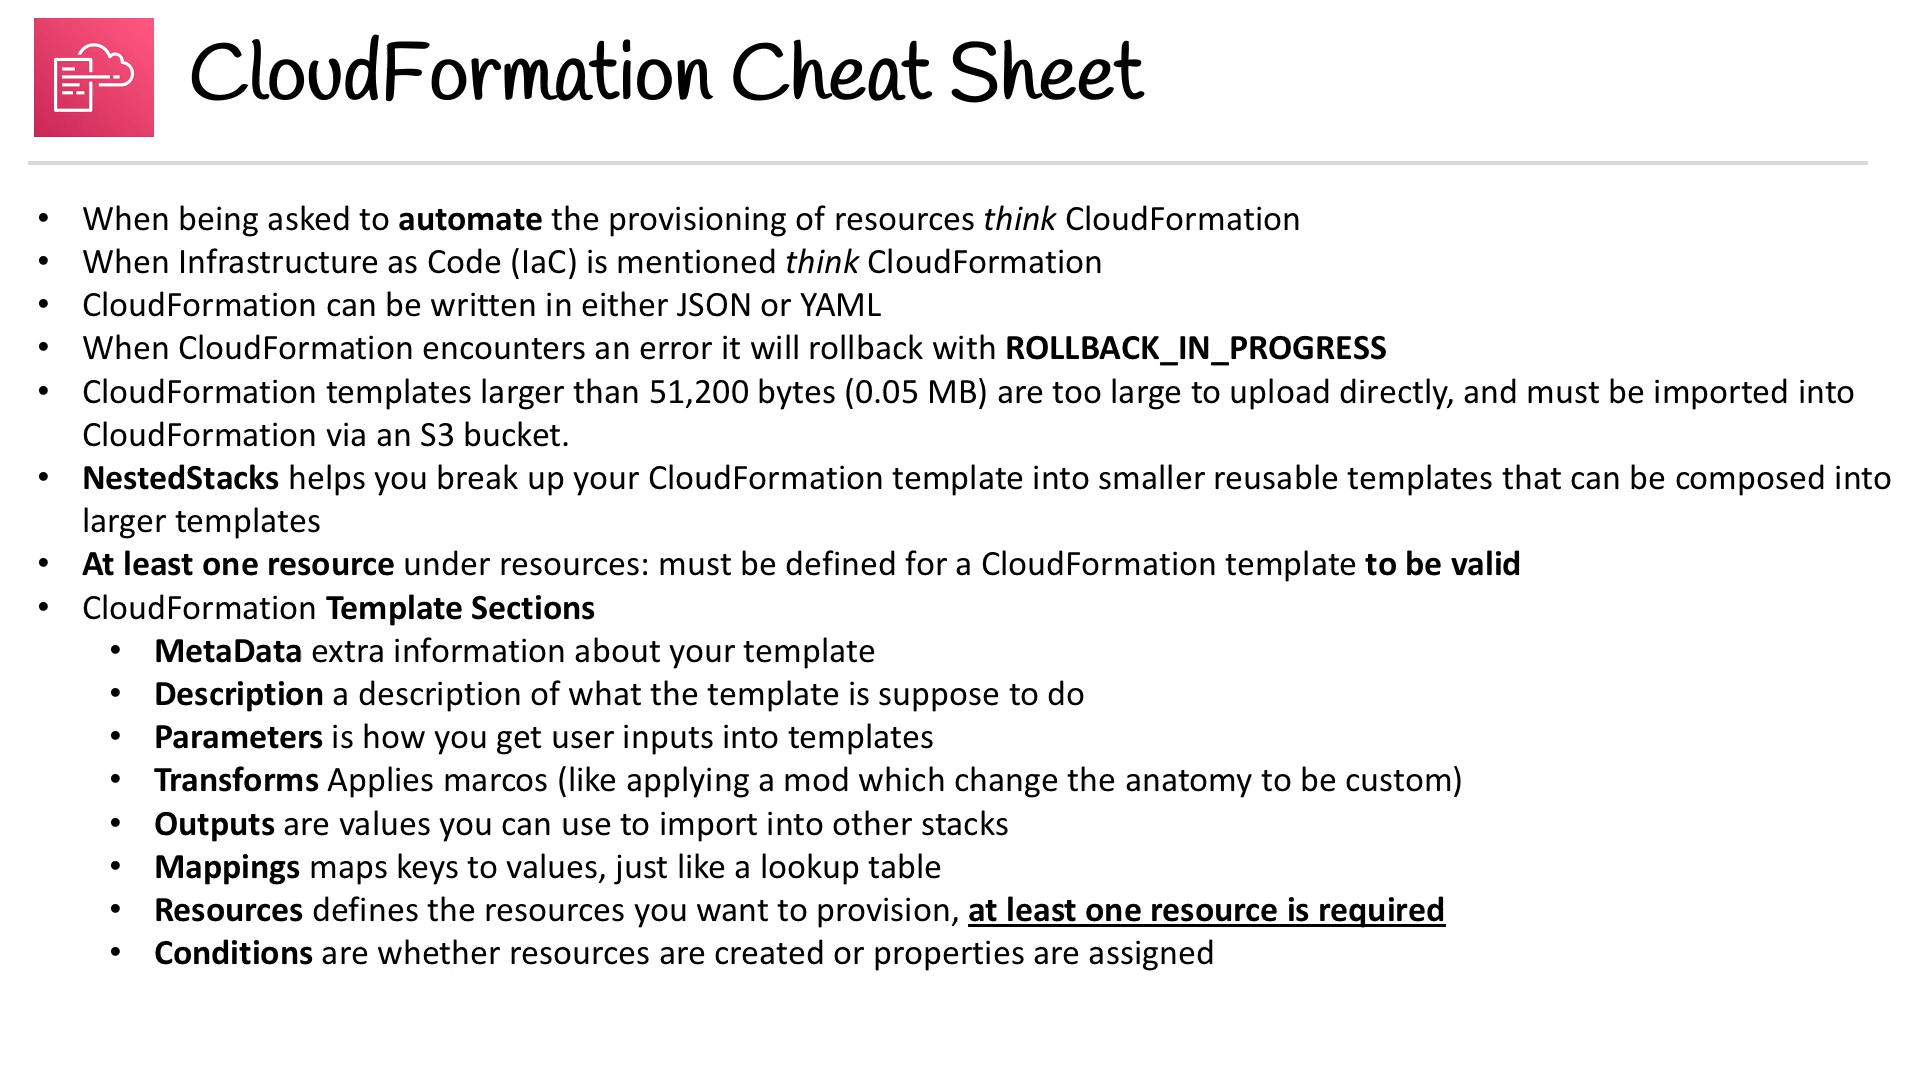 CloudFormation Cheat Sheet
• When being asked to automate the provisioning of resources think CloudFormation
• When Infrastructure as Code (IaC) is mentioned think CloudFormation
• CloudFormation can be written in either JSON or YAML
• When CloudFormation encounters an error it will rollback with ROLLBACK_IN_PROGRESS
• CloudFormation templates larger than 51,200 bytes (0.05 MB) are too large to upload directly, and must be imported into
CloudFormation via an S3 bucket.
• NestedStacks helps you break up your CloudFormation template into smaller reusable templates that can be composed into
larger templates
• At least one resource under resources: must be defined for a CloudFormation template to be valid
• CloudFormation Template Sections
• MetaData extra information about your template
• Description a description of what the template is suppose to do
• Parameters is how you get user inputs into templates
• Transforms Applies marcos (like applying a mod which change the anatomy to be custom)
• Outputs are values you can use to import into other stacks
• Mappings maps keys to values, just like a lookup table
• Resources defines the resources you want to provision, at least one resource is required
• Conditions are whether resources are created or properties are assigned